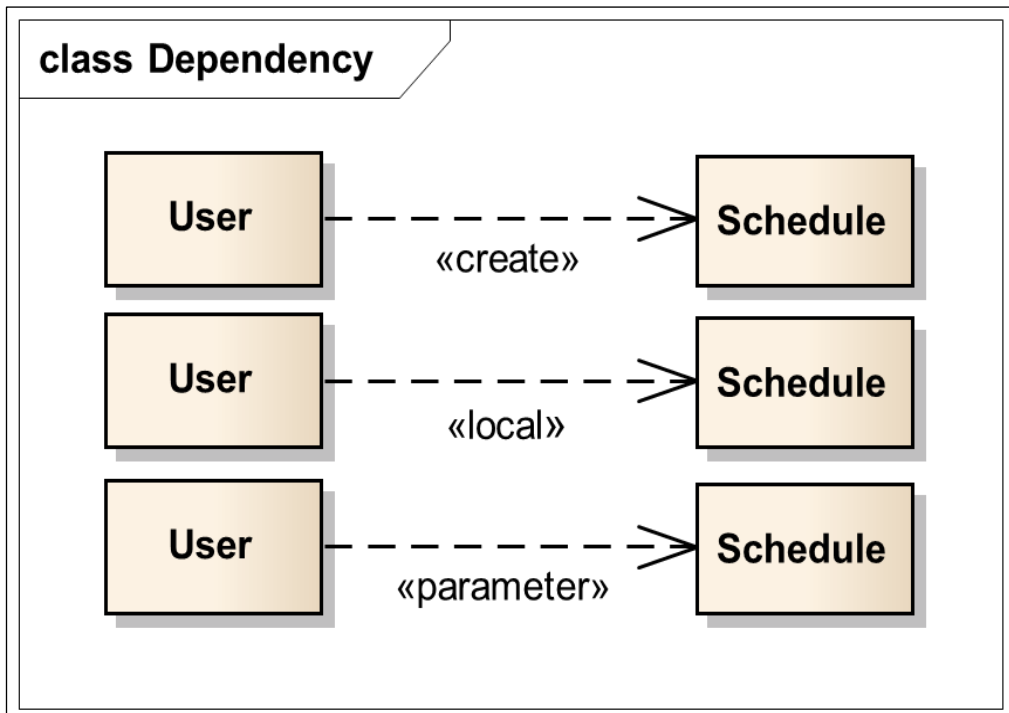 class Dependency
User
Schedule
«create»
User
Schedule
«local»
User
Schedule
«parameter»